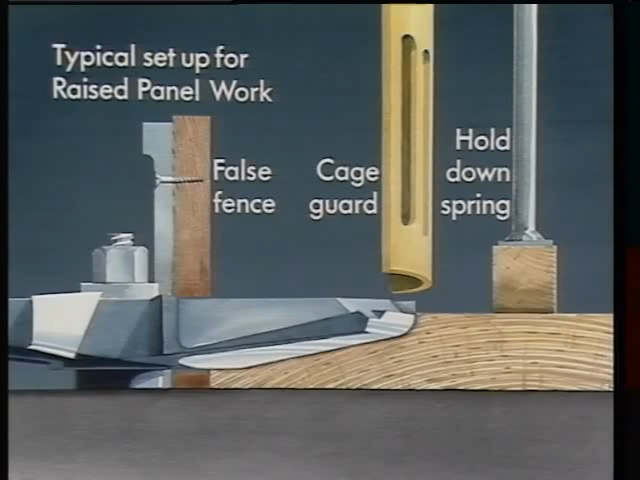 Typical set up for
Raised Panel Work
False
fence
Cage
guard
Hold
down
spring